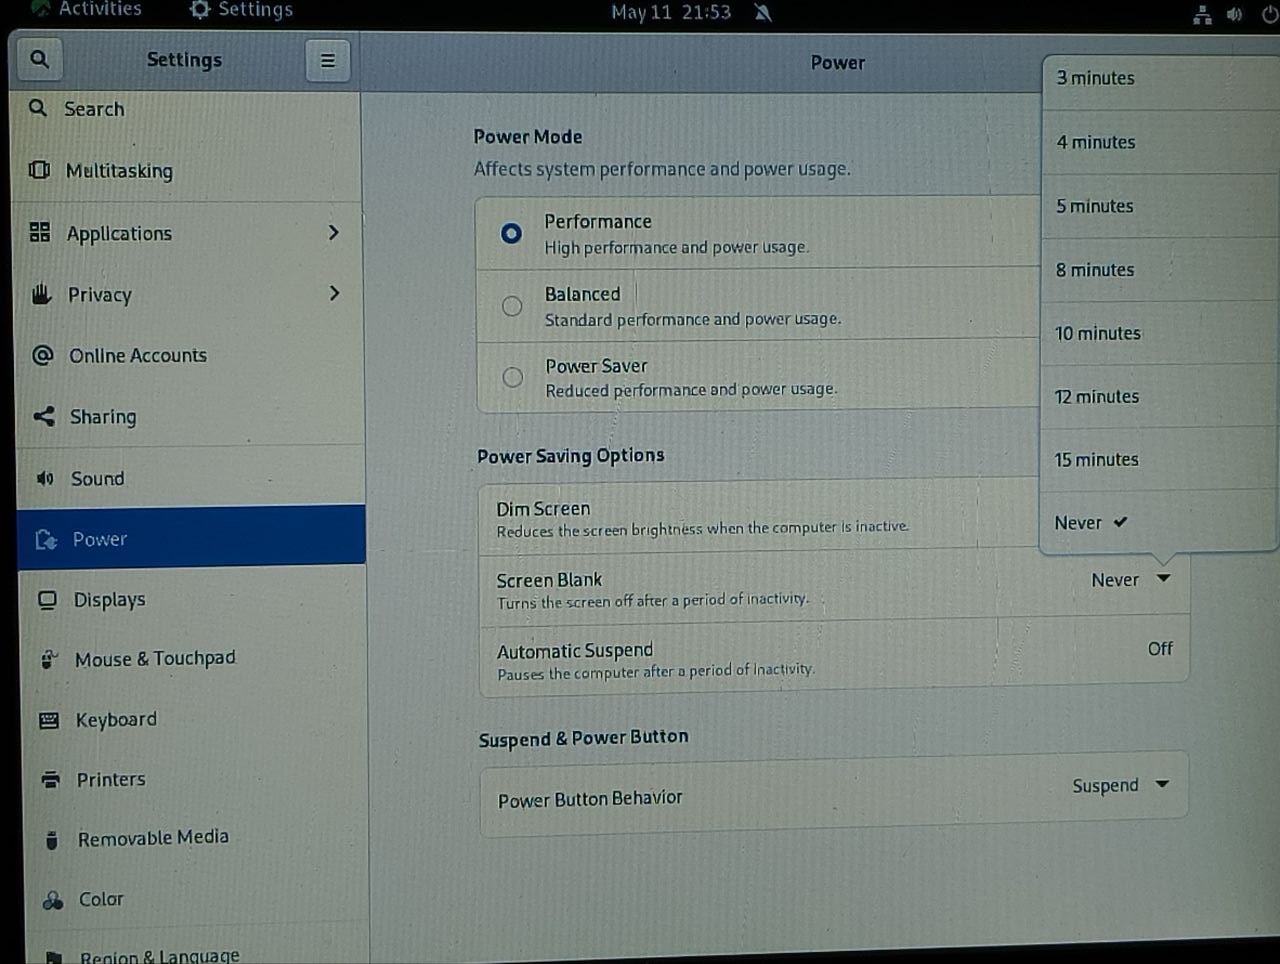 Activities
Settings
May 11 21:53
Settings
Power
Search
Multitasking
Applications
Privacy
Online Accounts
Sharing
Sound
Power
Displays
Mouse & Touchpad
Keyboard
Printers
Removable Media
Color
Region & Language
Power Mode
Affects system performance and power usage.
Performance
High performance and power usage.
Balanced
Standard performance and power usage.
Power Saver
Reduced performance and power usage.
Power Saving Options
Dim Screen
Reduces the screen brightness when the computer is inactive.
Screen Blank
Turns the screen off after a period of inactivity.
Never
Automatic Suspend
Pauses the computer after a period of inactivity.
Off
Suspend & Power Button
Power Button Behavior
Suspend
3 minutes
4 minutes
5 minutes
8 minutes
10 minutes
12 minutes
15 minutes
Never